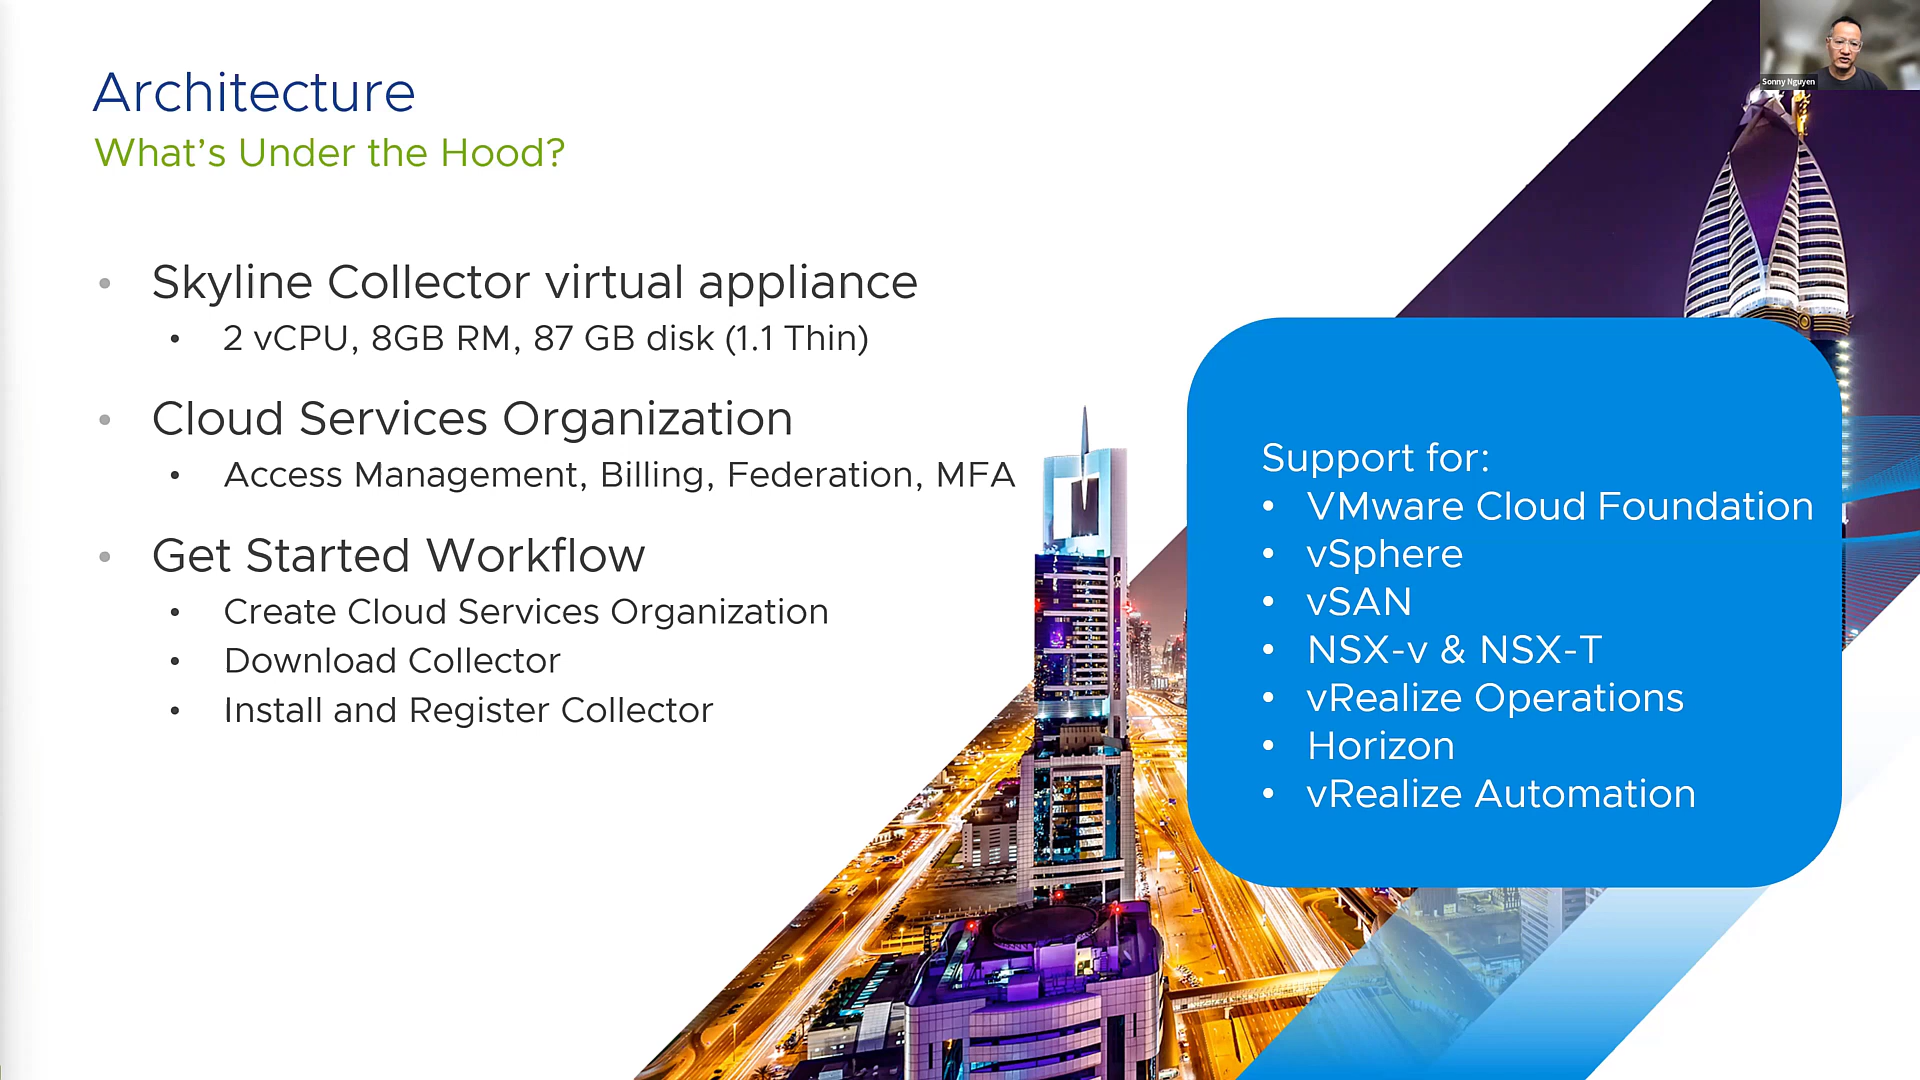 Architecture
What's Under the Hood?
• Skyline Collector virtual appliance
• 2 vCPU, 8GB RM, 87 GB disk (1.1 Thin)
• Cloud Services Organization
• Access Management, Billing, Federation, MFA
• Get Started Workflow
• Create Cloud Services Organization
• Download Collector
• Install and Register Collector
Support for:
• VMware Cloud Foundation
• vSphere
• vSAN
• NSX-v & NSX-T
• vRealize Operations
• Horizon
• vRealize Automation
Sonny Nguyen